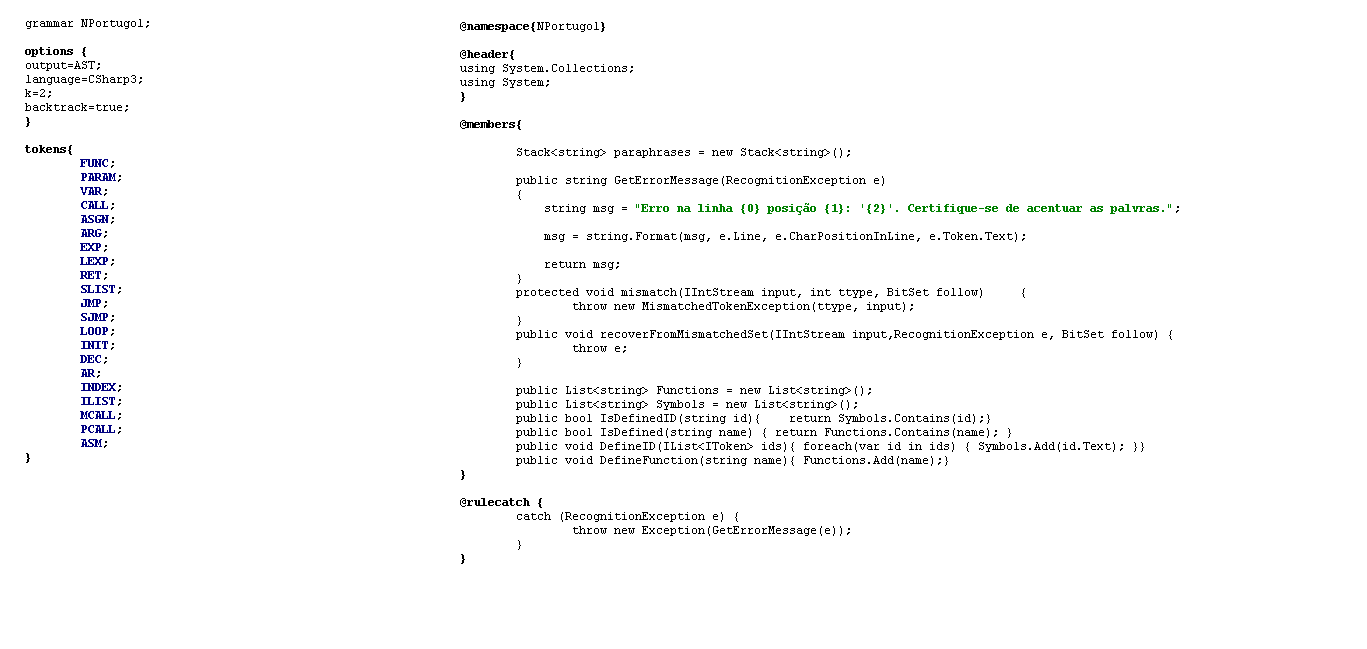 grammar NPortugol;
options {
output=AST;
language=CSharp3;
k=2;
backtrack=true;
}
tokens{
FUNC;
PARAM;
VAR;
CALL;
ASGN;
ARG;
EXP;
LEXP;
RET;
SLIST;
JMP;
SJMP;
LOOP;
INIT;
DEC;
AR;
INDEX;
ILIST;
MCALL;
PCALL;
ASM;
}
@namespace{NPortugol}
@header{
using System.Collections;
using System;
}
@members{
Stack<string> paraphrases = new Stack<string>();
public string GetErrorMessage(RecognitionException e)
{
string msg = "Erro na linha {0} posição {1}: '{2}'. Certifique-se de acentuar as palvras.";
msg = string.Format(msg, e.Line, e.CharPositionInLine, e.Token.Text);
return msg;
}
protected void mismatch(IIntStream input, int ttype, BitSet follow)     {
throw new MismatchedTokenException(ttype, input);
}
public void recoverFromMismatchedSet(IIntStream input,RecognitionException e, BitSet follow) {
throw e;
}
public List<string> Functions = new List<string>();
public List<string> Symbols = new List<string>();
public bool IsDefinedID(string id){    return Symbols.Contains(id);}
public bool IsDefined(string name) { return Functions.Contains(name); }
public void DefineID(IList<IToken> ids){ foreach(var id in ids) { Symbols.Add(id.Text); }}
public void DefineFunction(string name){ Functions.Add(name);}
}
@rulecatch {
catch (RecognitionException e) {
throw new Exception(GetErrorMessage(e));
}
}